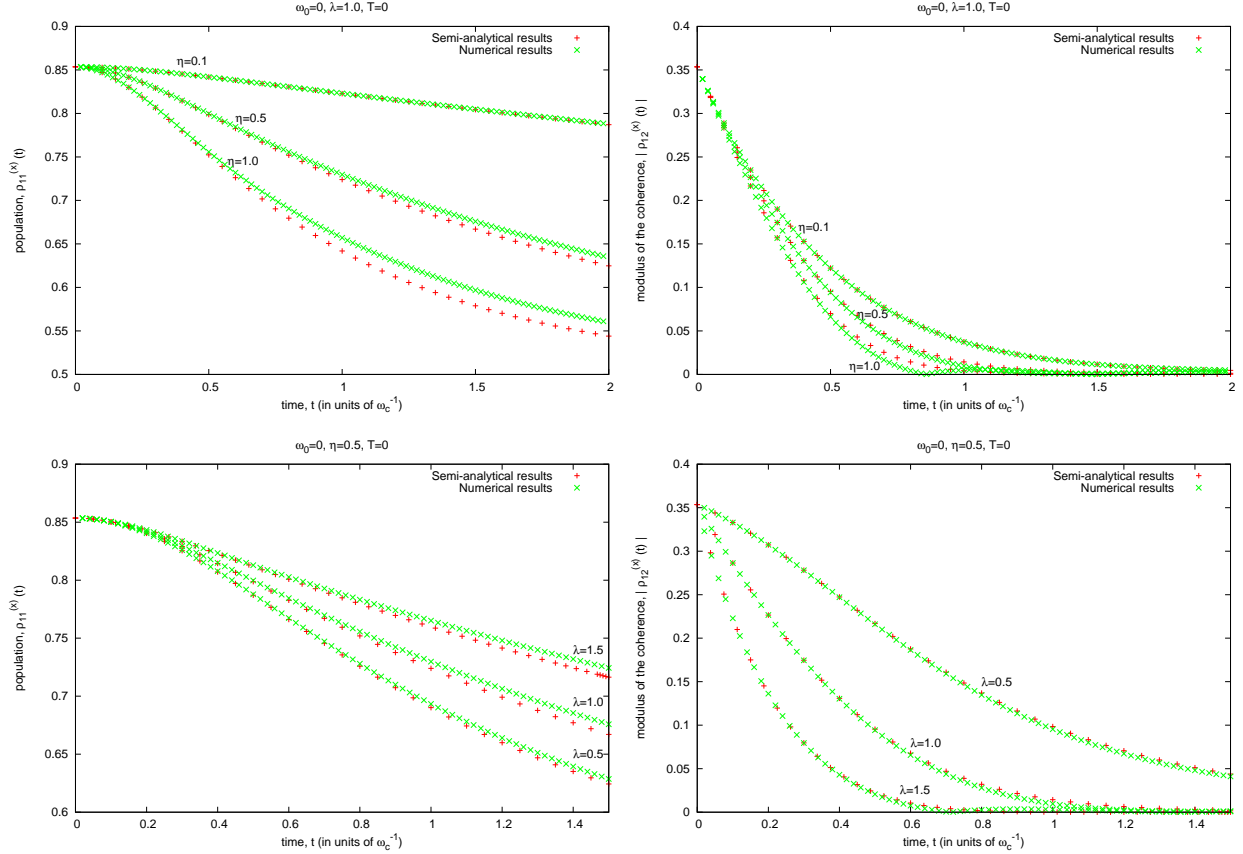 ω₀=0, λ=1.0, T=0
Semi-analytical results
Numerical results
η=0.1
η=0.5
η=1.0
population, ρ₁₁⁽ˣ⁾(t)
0.9
0.85
0.8
0.75
0.7
0.65
0.6
0.55
0.5
0
0.5
1
1.5
2
time, t (in units of ω_c⁻¹)
ω₀=0, λ=1.0, T=0
Semi-analytical results
Numerical results
η=0.1
η=0.5
η=1.0
modulus of the coherence, | ρ₁₂⁽ˣ⁾(t) |
0.4
0.35
0.3
0.25
0.2
0.15
0.1
0.05
0
0
0.5
1
1.5
2
time, t (in units of ω_c⁻¹)
ω₀=0, η=0.5, T=0
Semi-analytical results
Numerical results
λ=1.5
λ=1.0
λ=0.5
population, ρ₁₁⁽ˣ⁾(t)
0.9
0.85
0.8
0.75
0.7
0.65
0.6
0
0.2
0.4
0.6
0.8
1
1.2
1.4
time, t (in units of ω_c⁻¹)
ω₀=0, η=0.5, T=0
Semi-analytical results
Numerical results
λ=0.5
λ=1.0
λ=1.5
modulus of the coherence, | ρ₁₂⁽ˣ⁾(t) |
0.4
0.35
0.3
0.25
0.2
0.15
0.1
0.05
0
0
0.2
0.4
0.6
0.8
1
1.2
1.4
time, t (in units of ω_c⁻¹)